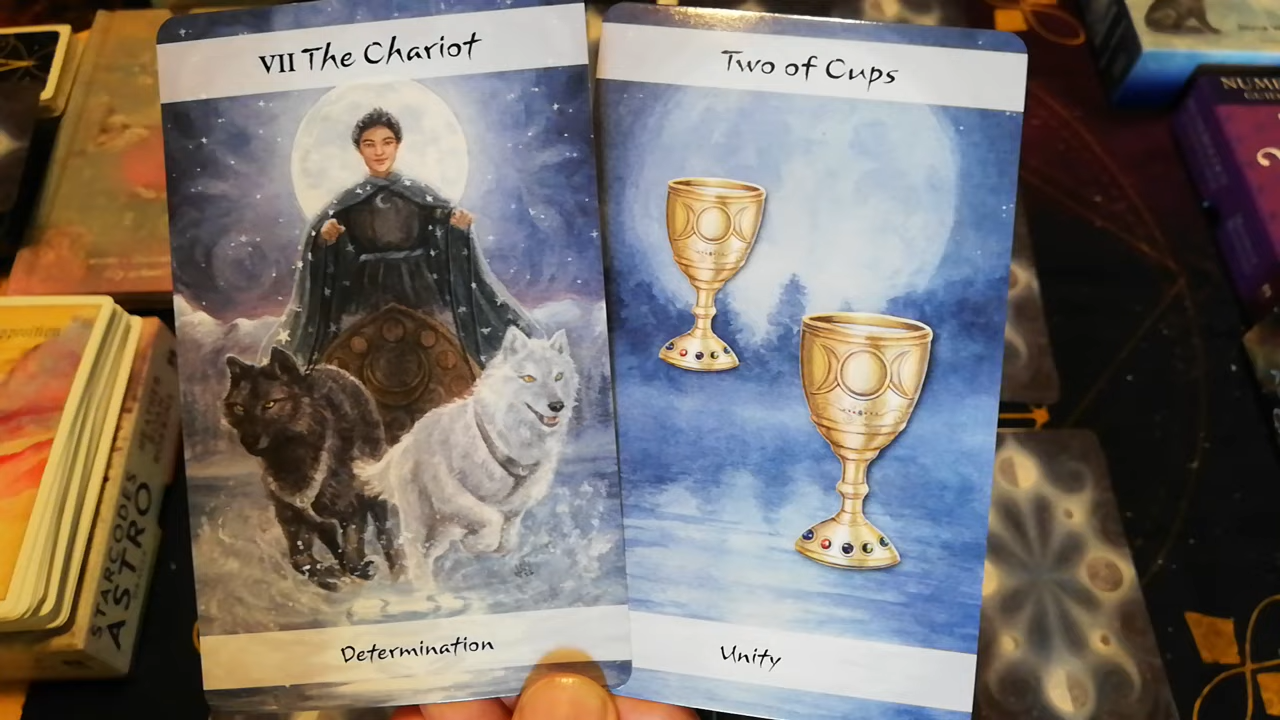 VII The Chariot
Determination
Two of Cups
Unity
STARCODES
ASTRO